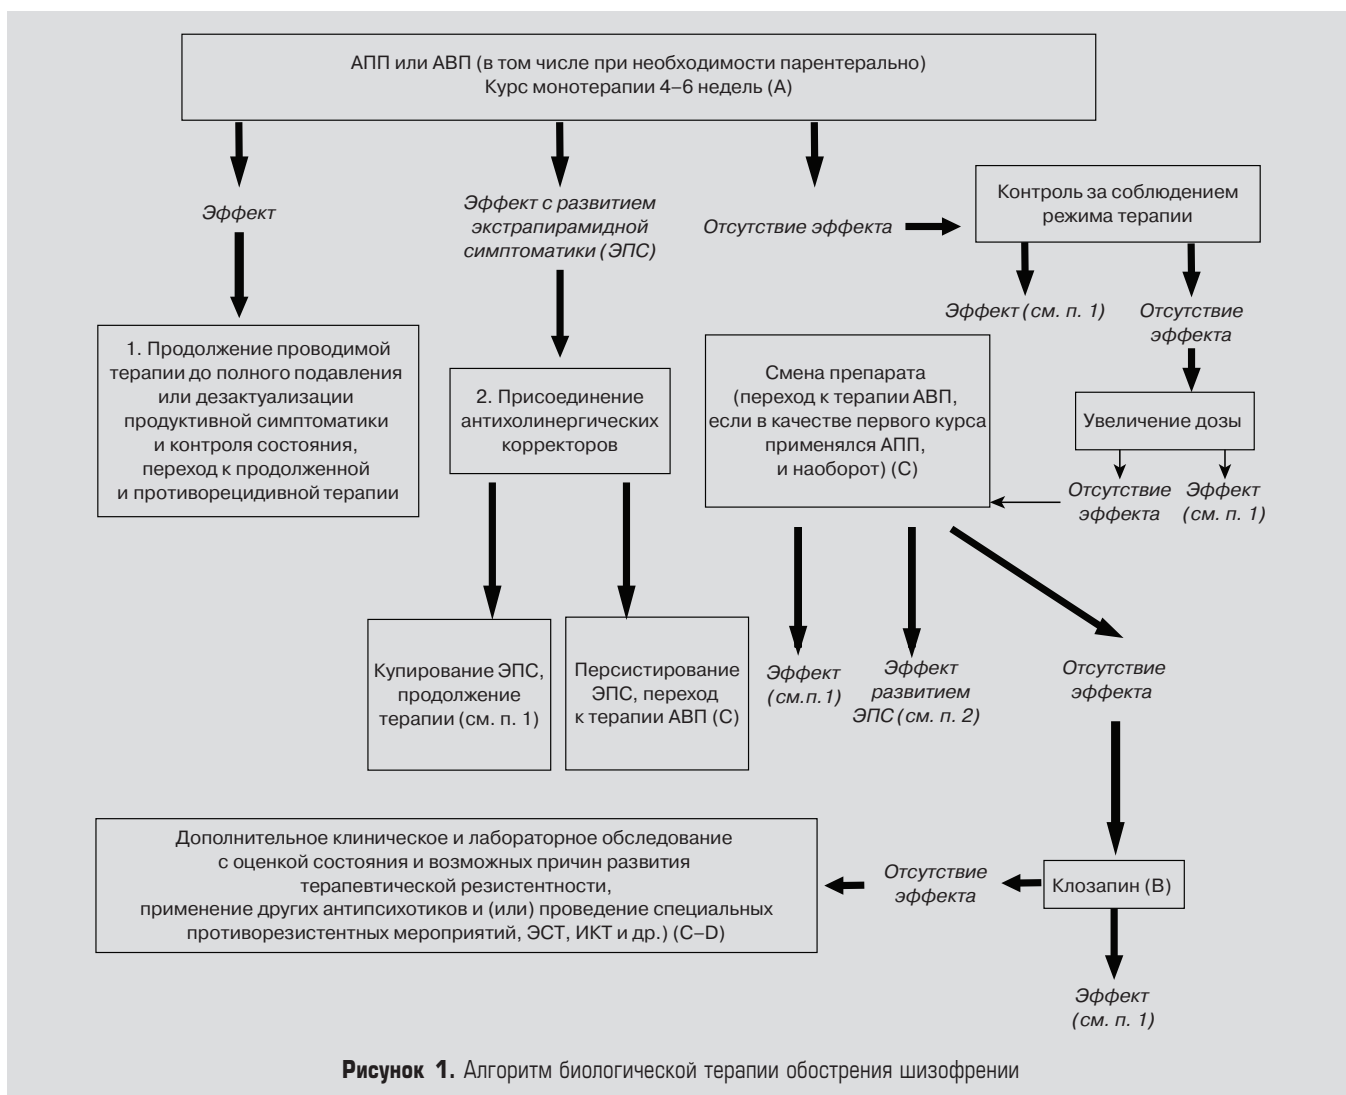 АПП или АВП (в том числе при необходимости парентерально)
Курс монотерапии 4–6 недель (A)
Эффект
Эффект с развитием
экстрапирамидной
симптоматики (ЭПС)
Отсутствие эффекта
Контроль за соблюдением
режима терапии
Эффект (см. п. 1)
Отсутствие
эффекта
1. Продолжение проводимой
терапии до полного подавления
или дезактуализации
продуктивной симптоматики
и контроля состояния,
переход к продолженной
и противорецидивной терапии
2. Присоединение
антихолинергических
корректоров
Смена препарата
(переход к терапии АВП,
если в качестве первого курса
применялся АПП,
и наоборот) (C)
Увеличение дозы
Отсутствие
эффекта
Эффект
(см. п. 1)
Купирование ЭПС,
продолжение
терапии (см. п. 1)
Персистирование
ЭПС, переход
к терапии АВП (C)
Эффект
(см.п.1)
Эффект
развитием
ЭПС (см. п. 2)
Отсутствие
эффекта
Дополнительное клиническое и лабораторное обследование
с оценкой состояния и возможных причин развития
терапевтической резистентности,
применение других антипсихотиков и (или) проведение специальных
противорезистентных мероприятий, ЭСТ, ИКТ и др.) (C–D)
Отсутствие
эффекта
Клозапин (B)
Эффект
(см. п. 1)
Рисунок 1. Алгоритм биологической терапии обострения шизофрении